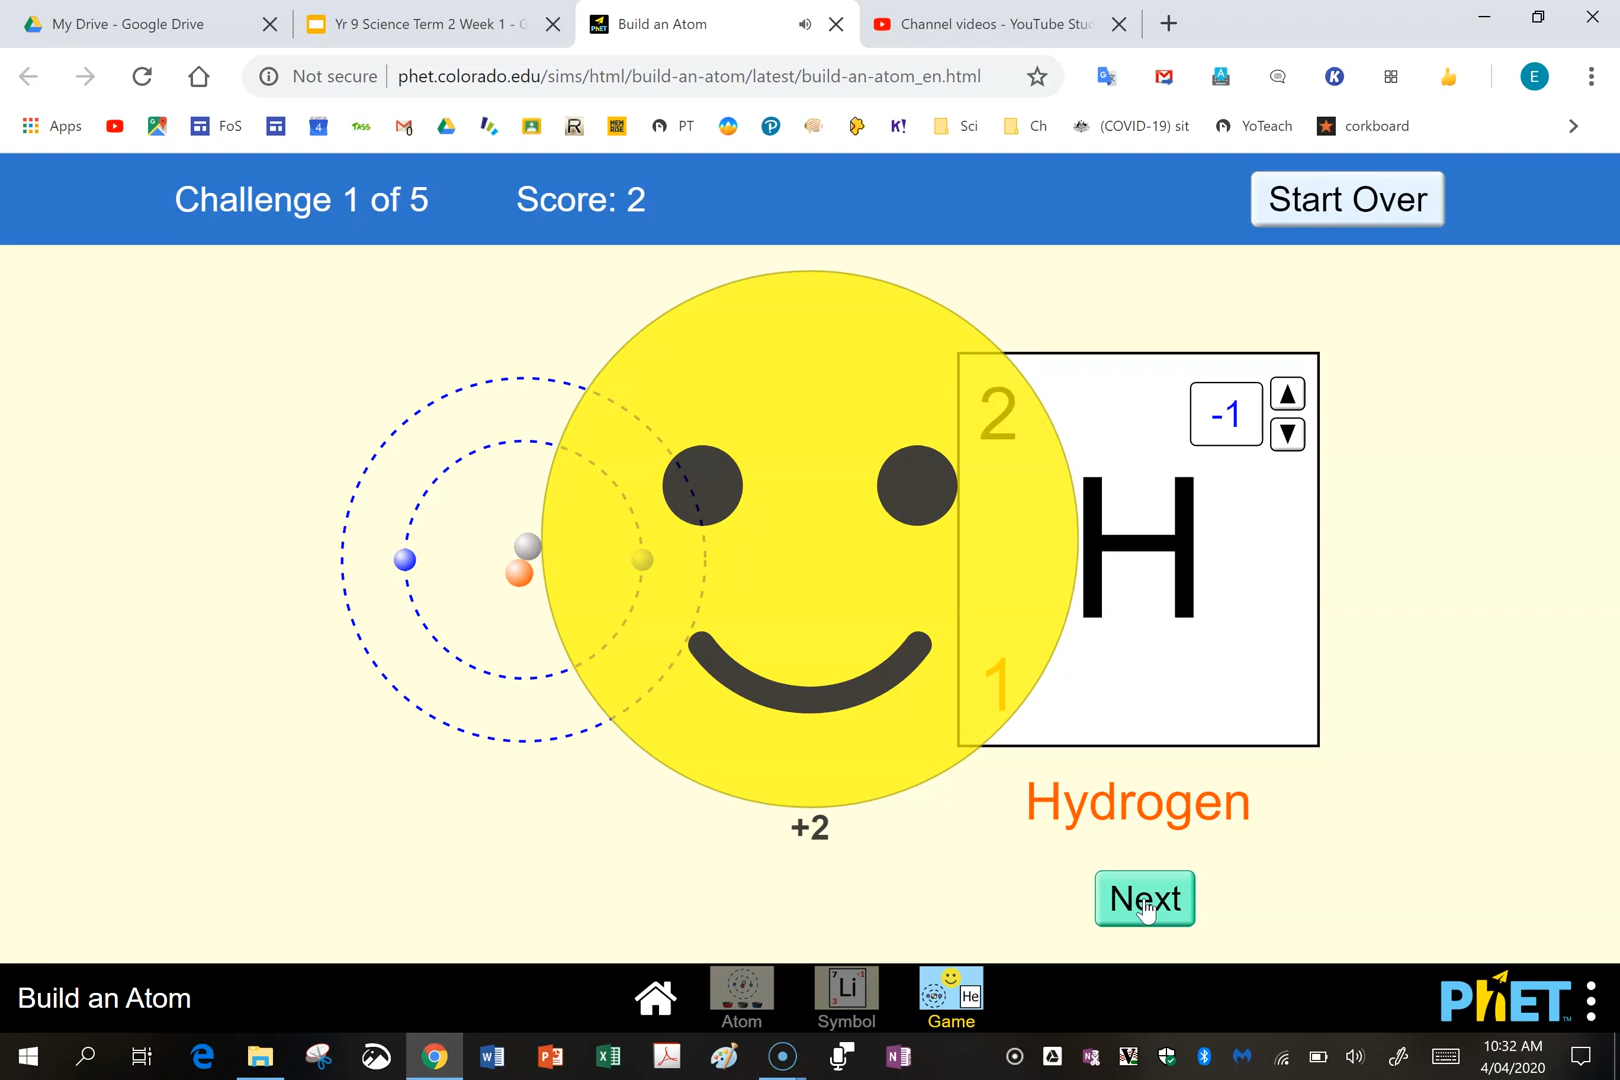 My Drive - Google Drive
Yr 9 Science Term 2 Week 1 - G
Build an Atom
Channel videos - YouTube Stud
Not secure
phet.colorado.edu/sims/html/build-an-atom/latest/build-an-atom_en.html
E
Apps
FoS
PT
K!
Sci
Ch
(COVID-19) sit
YoTeach
corkboard
Challenge 1 of 5
Score: 2
Start Over
2
-1
H
1
+2
Hydrogen
Next
Build an Atom
Atom
Li
Symbol
He
Game
PhET
10:32 AM
4/04/2020